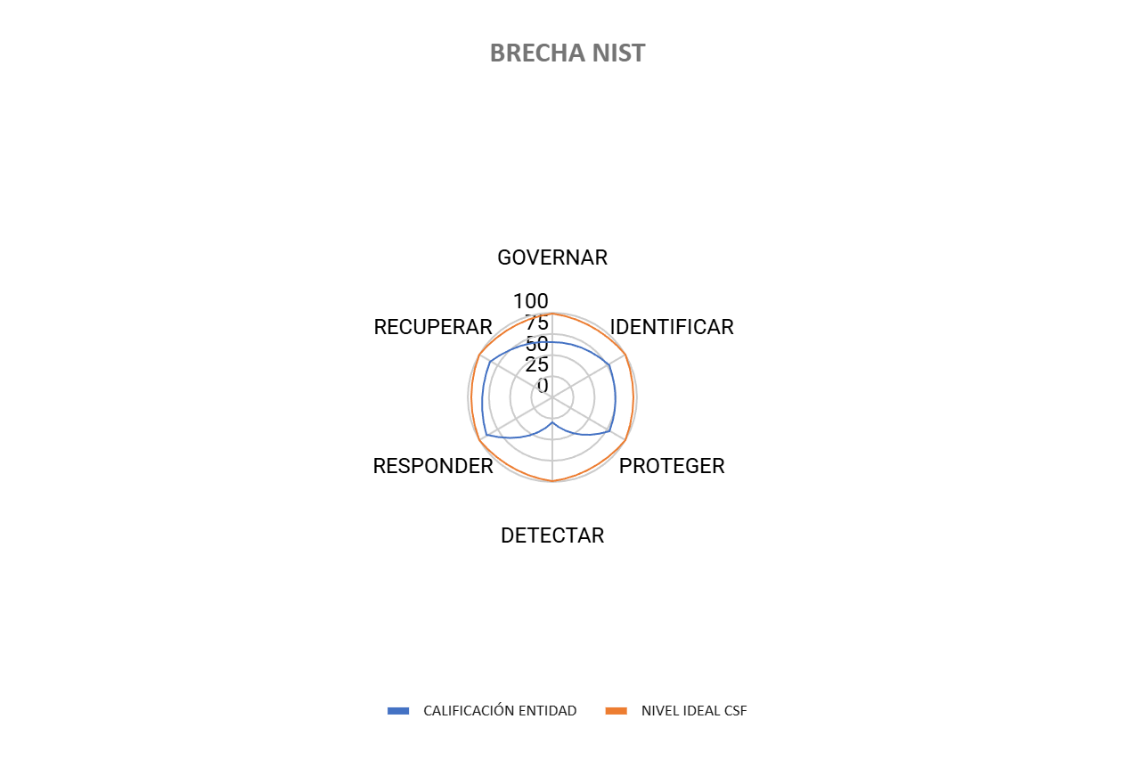 BRECHA NIST
GOVERNAR
100
75
50
25
0
RECUPERAR
IDENTIFICAR
RESPONDER
PROTEGER
DETECTAR
CALIFICACIÓN ENTIDAD
NIVEL IDEAL CSF